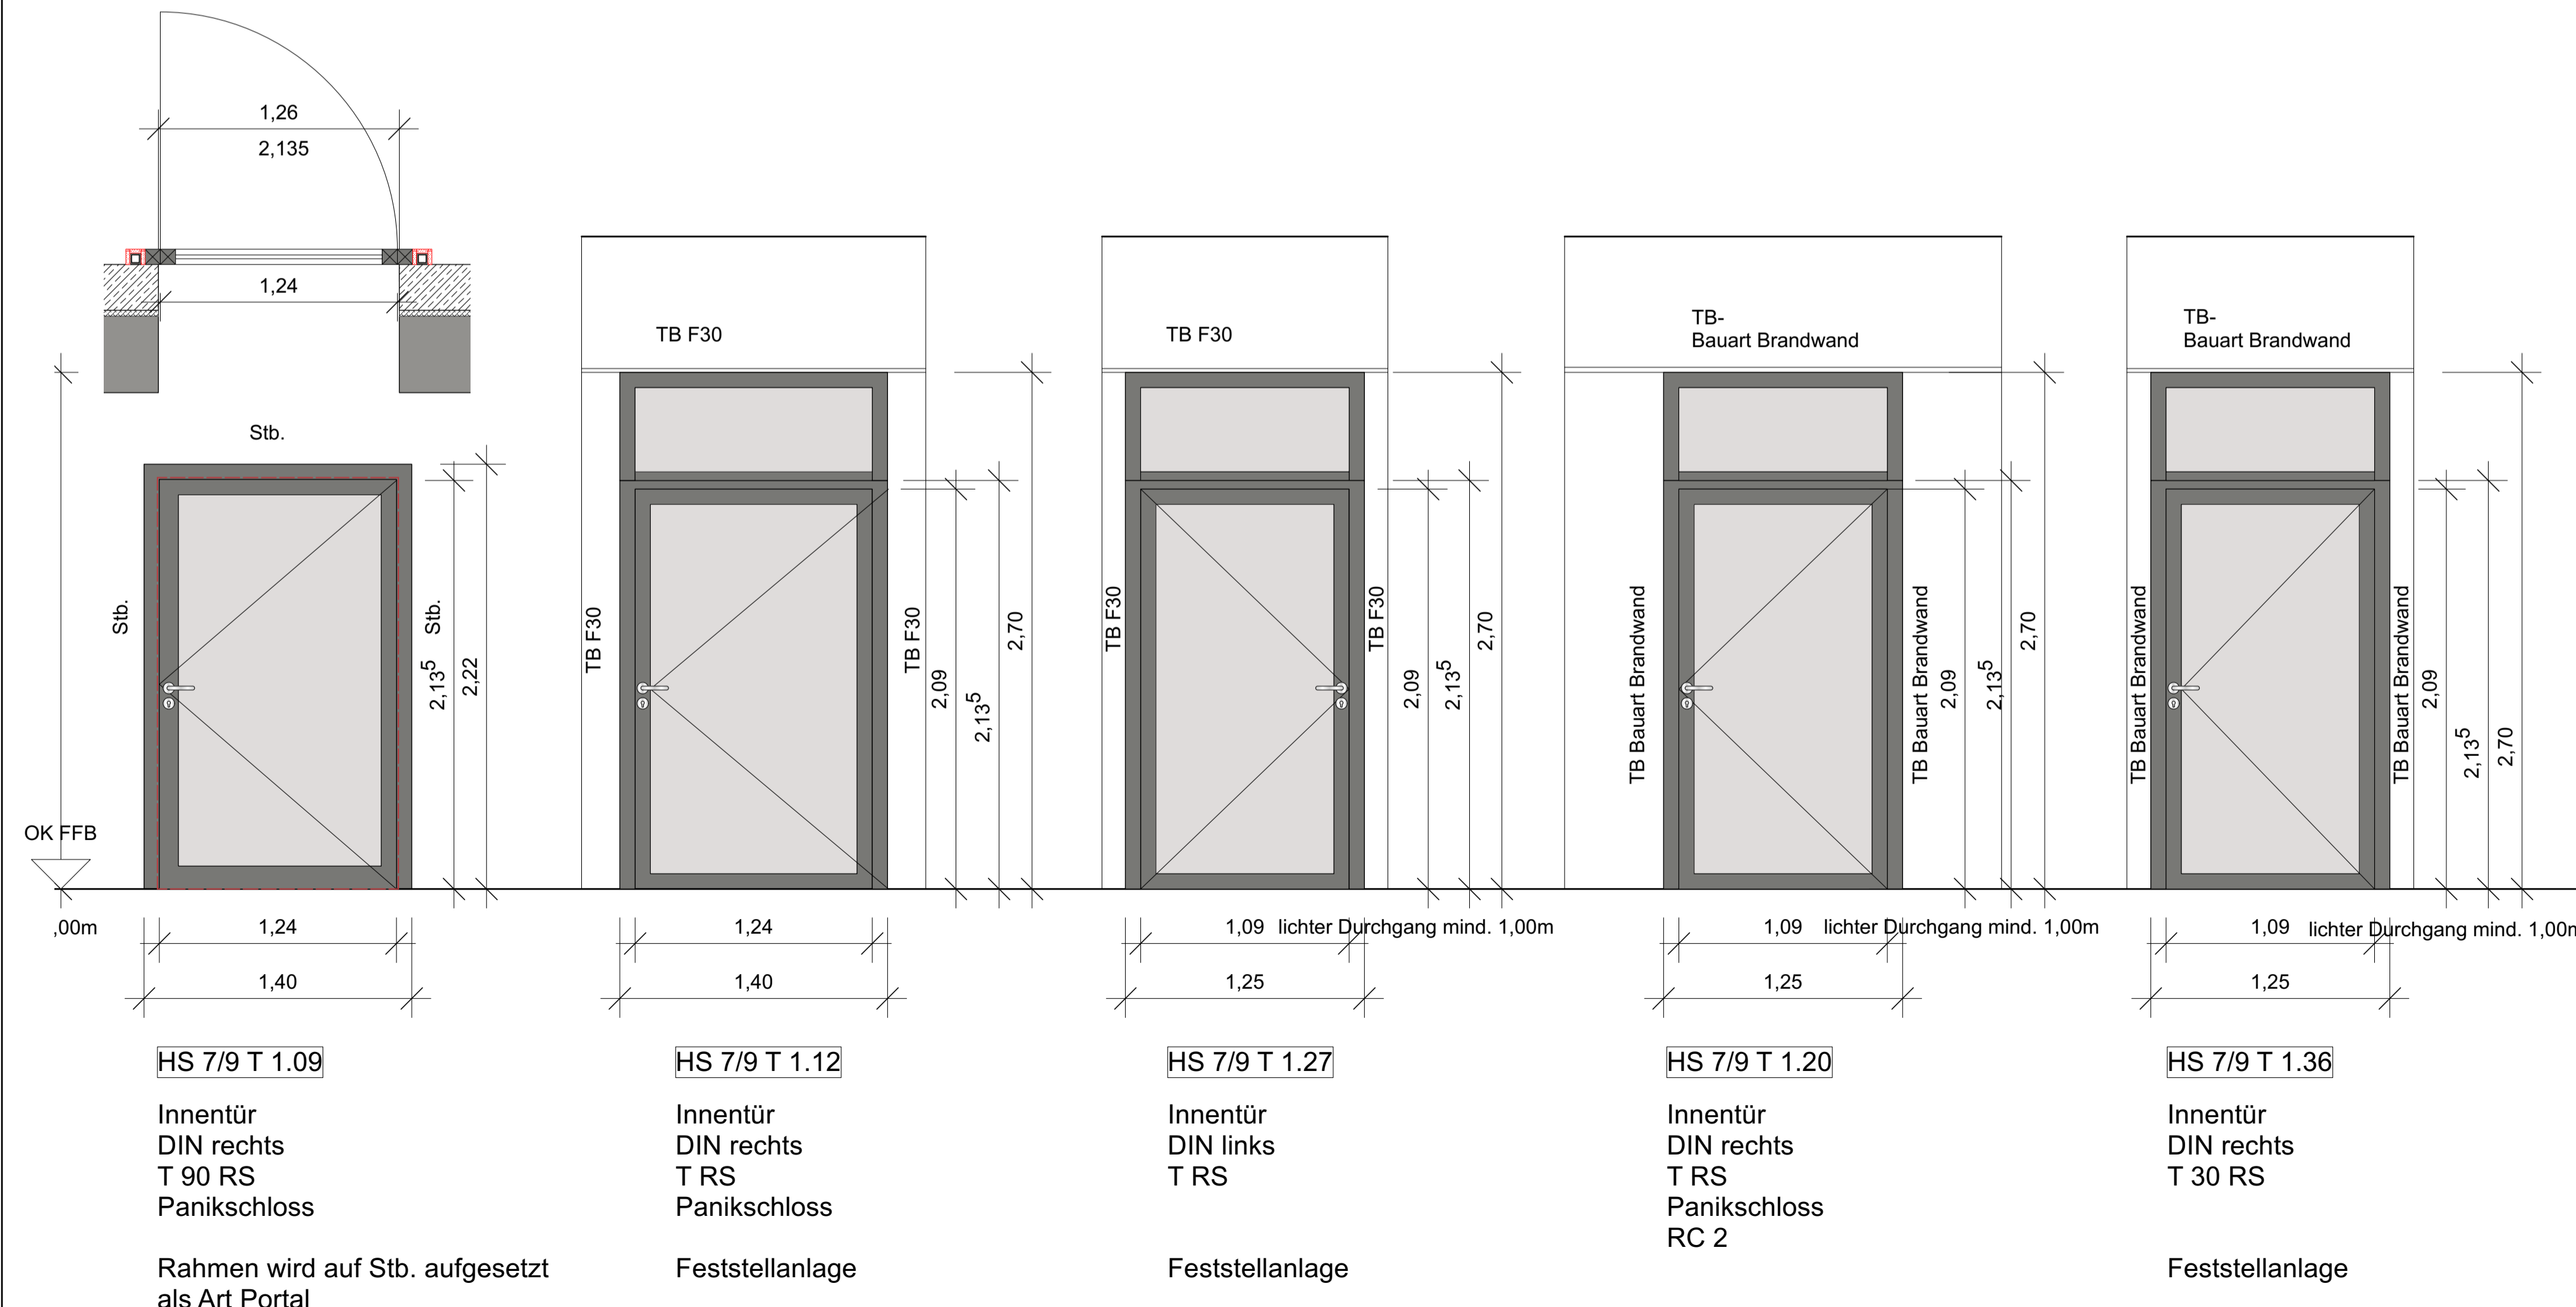 1,26
2,135
1,24
Stb.
Stb.
Stb.
2,13⁵
2,22
OK FFB
,00m
1,24
1,40
HS 7/9 T 1.09
Innentür
DIN rechts
T 90 RS
Panikschloss
Rahmen wird auf Stb. aufgesetzt
als Art Portal
TB F30
TB F30
TB F30
2,09
2,13⁵
2,70
1,24
1,40
HS 7/9 T 1.12
Innentür
DIN rechts
T RS
Panikschloss
Feststellanlage
TB F30
TB F30
TB F30
2,09
2,13⁵
2,70
1,09 lichter Durchgang mind. 1,00m
1,25
HS 7/9 T 1.27
Innentür
DIN links
T RS
Feststellanlage
TB-
Bauart Brandwand
TB Bauart Brandwand
TB Bauart Brandwand
2,09
2,13⁵
2,70
1,09 lichter Durchgang mind. 1,00m
1,25
HS 7/9 T 1.20
Innentür
DIN rechts
T RS
Panikschloss
RC 2
TB-
Bauart Brandwand
TB Bauart Brandwand
TB Bauart Brandwand
2,09
2,13⁵
2,70
1,09 lichter Durchgang mind. 1,00m
1,25
HS 7/9 T 1.36
Innentür
DIN rechts
T 30 RS
Feststellanlage